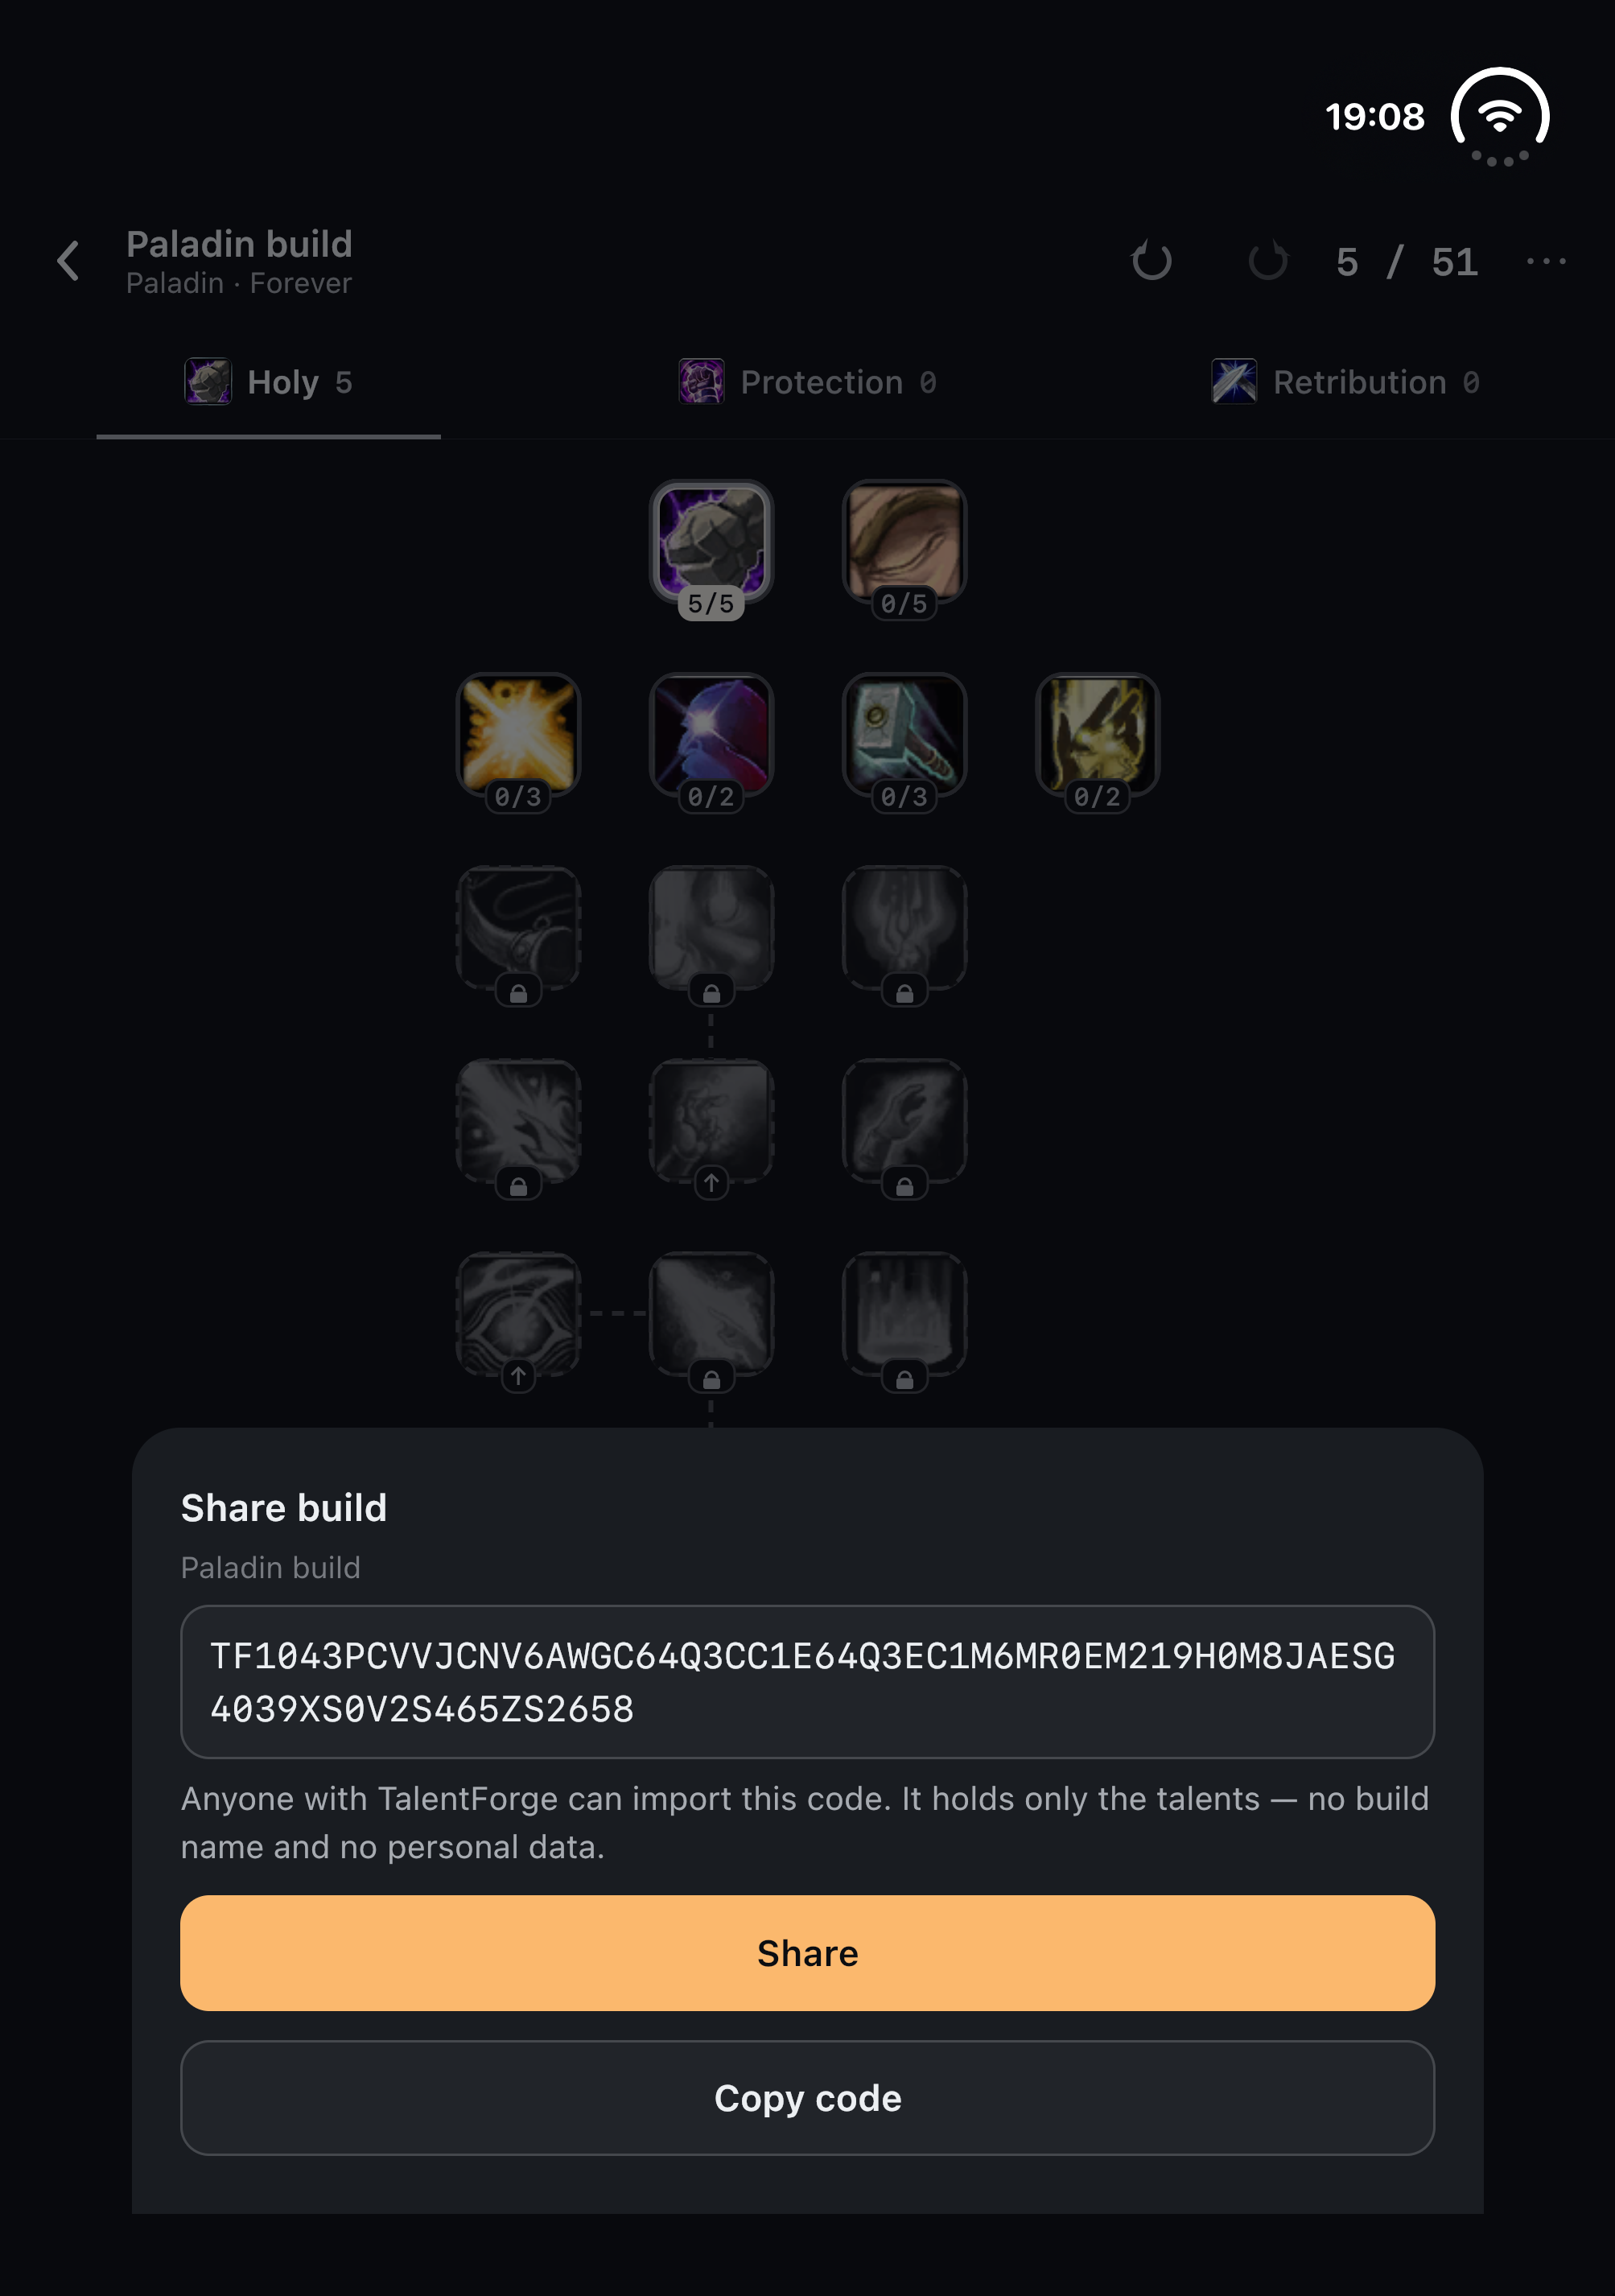 19:08
Paladin build
Paladin · Forever
5 / 51
Holy 5
Protection 0
Retribution 0
5/5
0/5
0/3
0/2
0/3
0/2
Share build
Paladin build
TF1043PCVVJCNV6AWGC64Q3CC1E64Q3EC1M6MR0EM219H0M8JAESG
4039XS0V2S465ZS2658
Anyone with TalentForge can import this code. It holds only the talents — no build
name and no personal data.
Share
Copy code